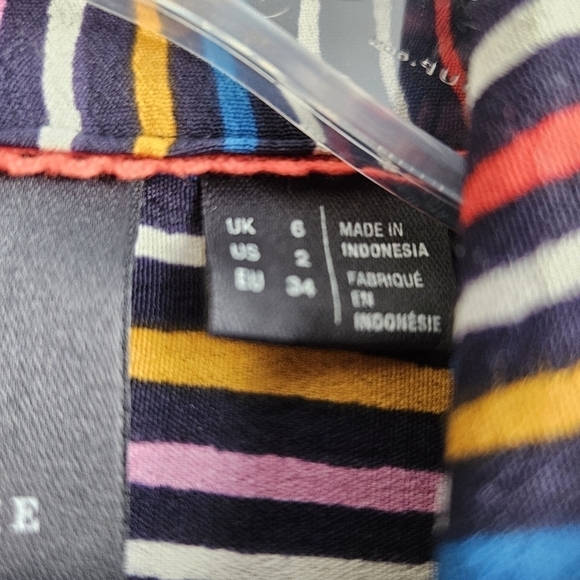 UK 6
US 2
EU 34
MADE IN
INDONESIA
FABRIQUÉ
EN
INDONÉSIE
E